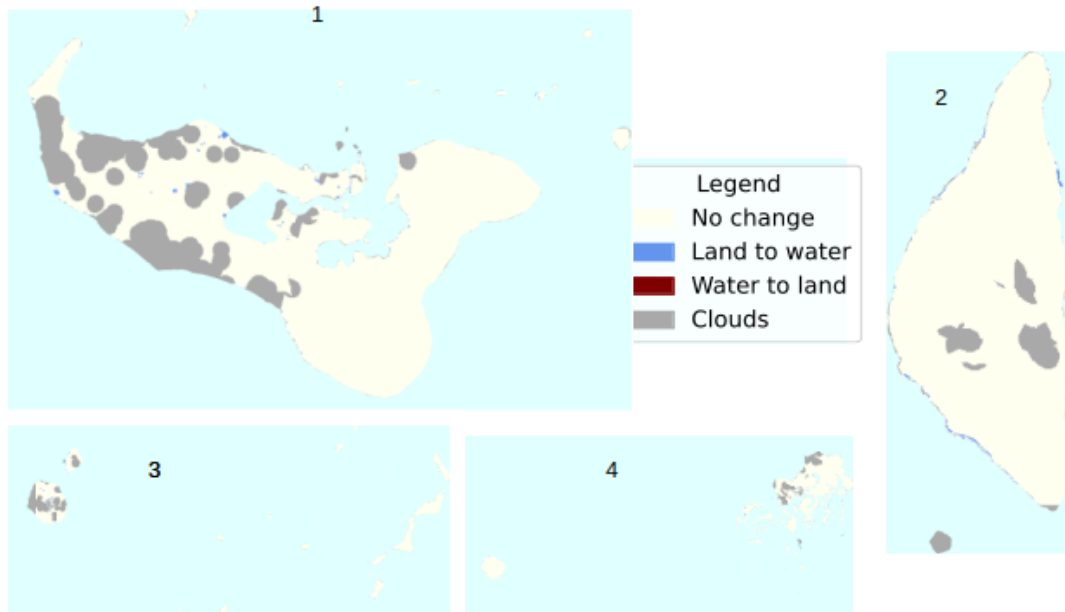 1
2
Legend
No change
Land to water
Water to land
Clouds
3
4